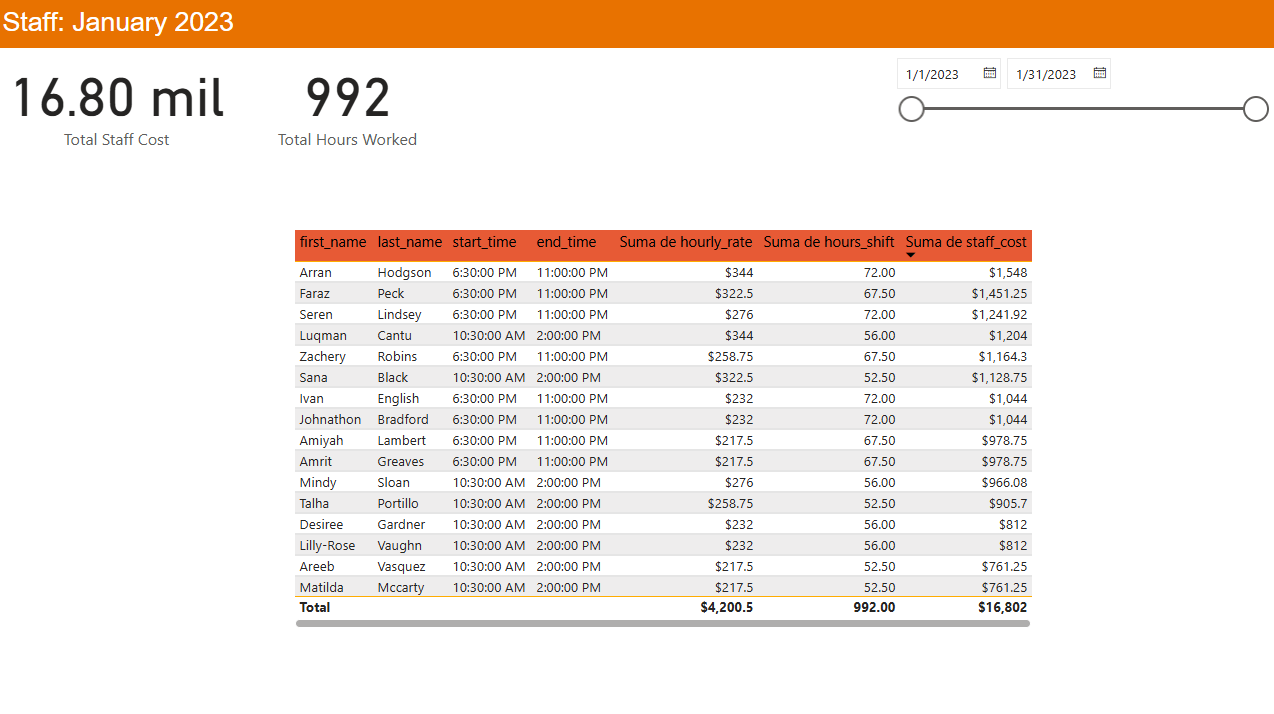 Staff: January 2023
16.80 mil 992
Total Staff Cost Total Hours Worked
1/1/2023 1/31/2023
first_name last_name start_time end_time Suma de hourly_rate Suma de hours_shift Suma de staff_cost
Arran Hodgson 6:30:00 PM 11:00:00 PM $344 72.00 $1,548
Faraz Peck 6:30:00 PM 11:00:00 PM $322.5 67.50 $1,451.25
Seren Lindsey 6:30:00 PM 11:00:00 PM $276 72.00 $1,241.92
Luqman Cantu 10:30:00 AM 2:00:00 PM $344 56.00 $1,204
Zachery Robins 6:30:00 PM 11:00:00 PM $258.75 67.50 $1,164.3
Sana Black 10:30:00 AM 2:00:00 PM $322.5 52.50 $1,128.75
Ivan English 6:30:00 PM 11:00:00 PM $232 72.00 $1,044
Johnathon Bradford 6:30:00 PM 11:00:00 PM $232 72.00 $1,044
Amiyah Lambert 6:30:00 PM 11:00:00 PM $217.5 67.50 $978.75
Amrit Greaves 6:30:00 PM 11:00:00 PM $217.5 67.50 $978.75
Mindy Sloan 10:30:00 AM 2:00:00 PM $276 56.00 $966.08
Talha Portillo 10:30:00 AM 2:00:00 PM $258.75 52.50 $905.7
Desiree Gardner 10:30:00 AM 2:00:00 PM $232 56.00 $812
Lilly-Rose Vaughn 10:30:00 AM 2:00:00 PM $232 56.00 $812
Areeb Vasquez 10:30:00 AM 2:00:00 PM $217.5 52.50 $761.25
Matilda Mccarty 10:30:00 AM 2:00:00 PM $217.5 52.50 $761.25
Total $4,200.5 992.00 $16,802